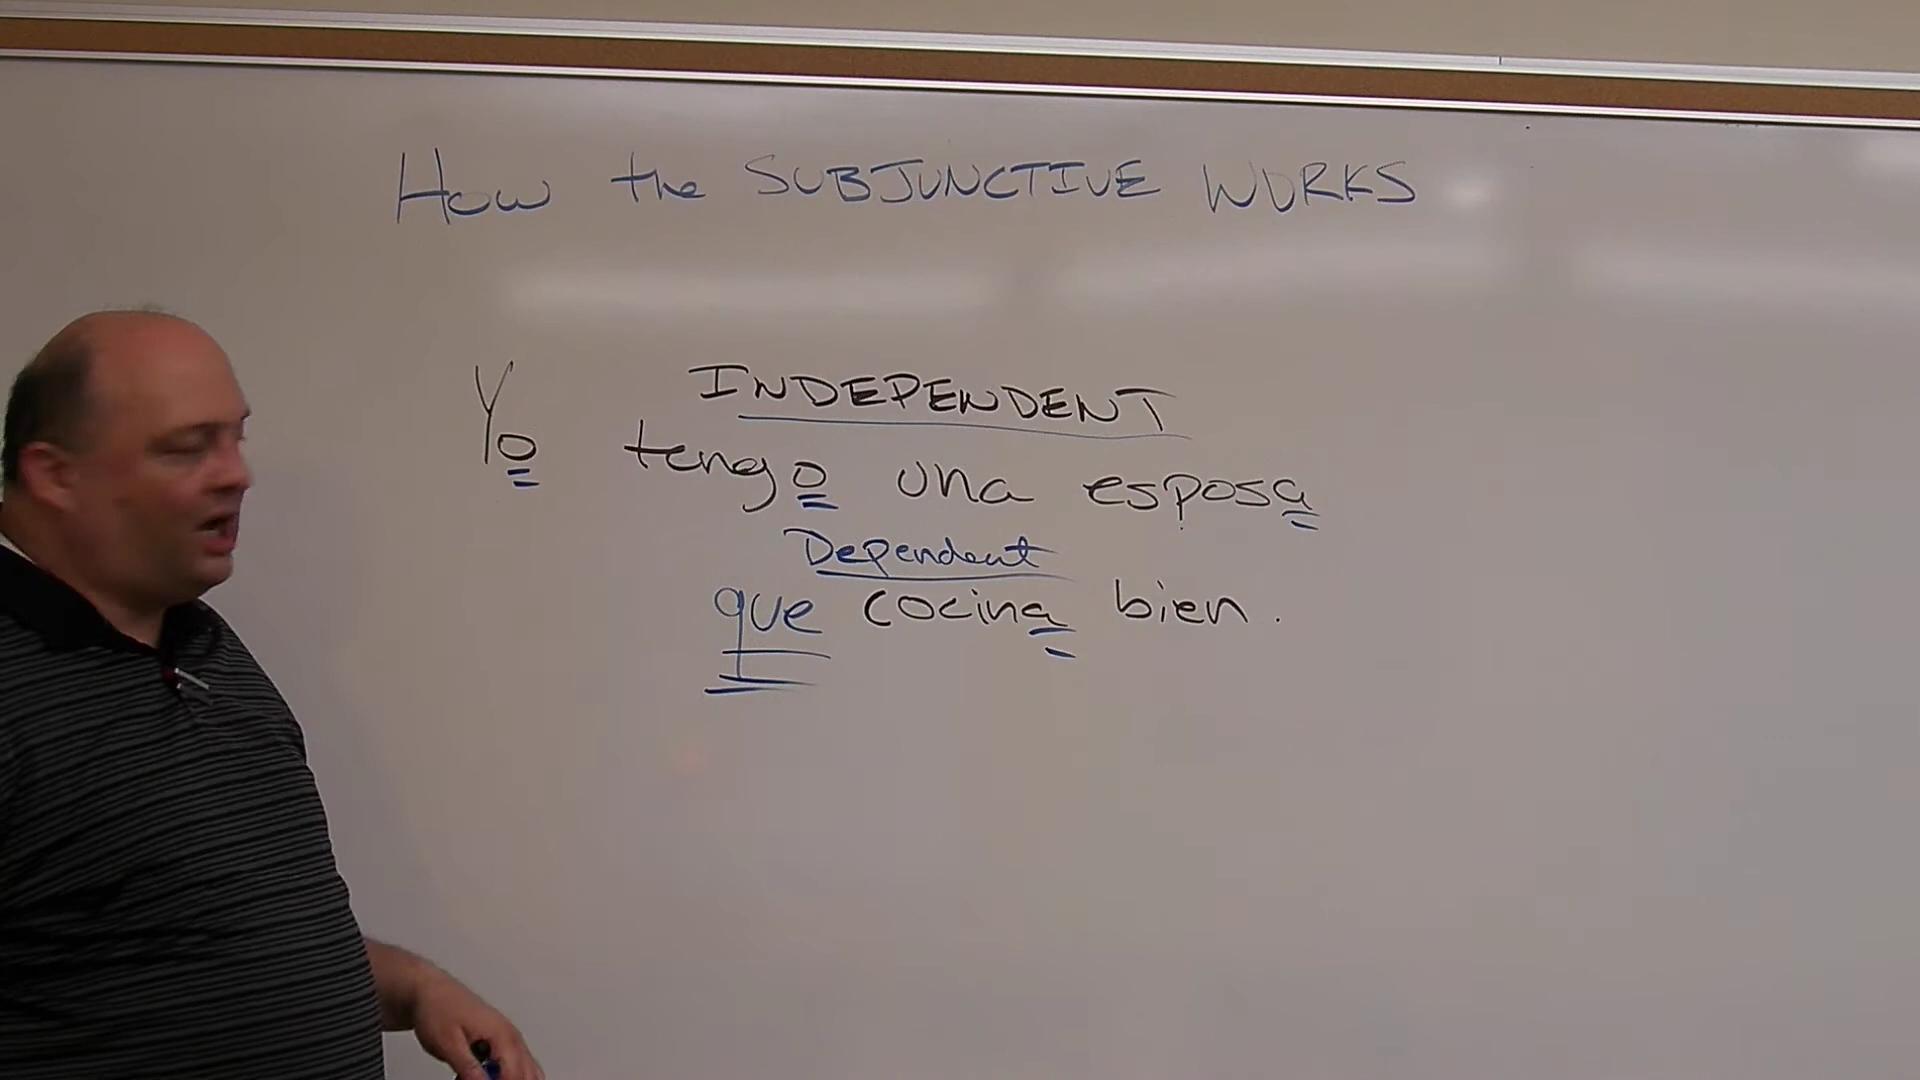 How the SUBJUNCTIVE WORKS
INDEPENDENT
Yo tengo una esposa
Dependent
que cocina bien.